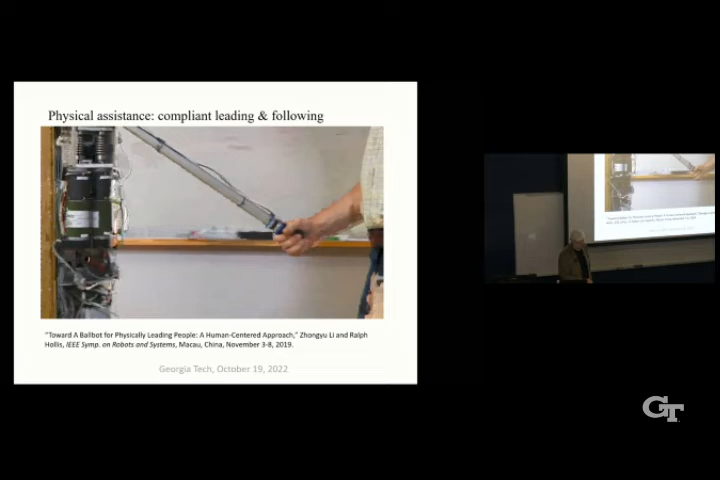 Physical assistance: compliant leading & following
"Toward A Ballbot for Physically Leading People: A Human-Centered Approach," Zhongyu Li and Ralph
Hollis, IEEE Symp. on Robots and Systems, Macau, China, November 3-8, 2019.
Georgia Tech, October 19, 2022
GT